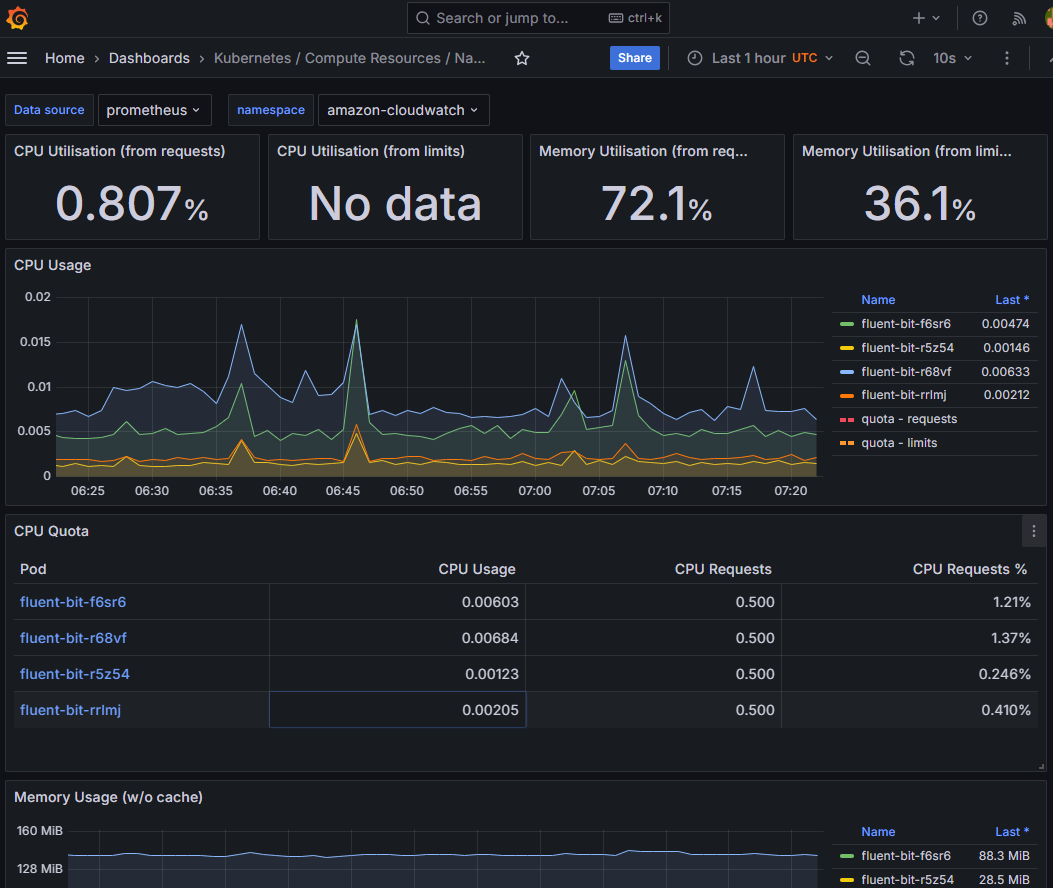 Search or jump to... ctrl+k
Home › Dashboards › Kubernetes / Compute Resources / Na... Share Last 1 hour UTC 10s
Data source prometheus namespace amazon-cloudwatch
CPU Utilisation (from requests)
0.807%
CPU Utilisation (from limits)
No data
Memory Utilisation (from req...
72.1%
Memory Utilisation (from limi...
36.1%
CPU Usage
0.02
0.015
0.01
0.005
0
06:25 06:30 06:35 06:40 06:45 06:50 06:55 07:00 07:05 07:10 07:15 07:20
Name Last *
fluent-bit-f6sr6 0.00474
fluent-bit-r5z54 0.00146
fluent-bit-r68vf 0.00633
fluent-bit-rrlmj 0.00212
quota - requests
quota - limits
CPU Quota
Pod CPU Usage CPU Requests CPU Requests %
fluent-bit-f6sr6 0.00603 0.500 1.21%
fluent-bit-r68vf 0.00684 0.500 1.37%
fluent-bit-r5z54 0.00123 0.500 0.246%
fluent-bit-rrlmj 0.00205 0.500 0.410%
Memory Usage (w/o cache)
160 MiB
128 MiB
Name Last *
fluent-bit-f6sr6 88.3 MiB
fluent-bit-r5z54 28.5 MiB